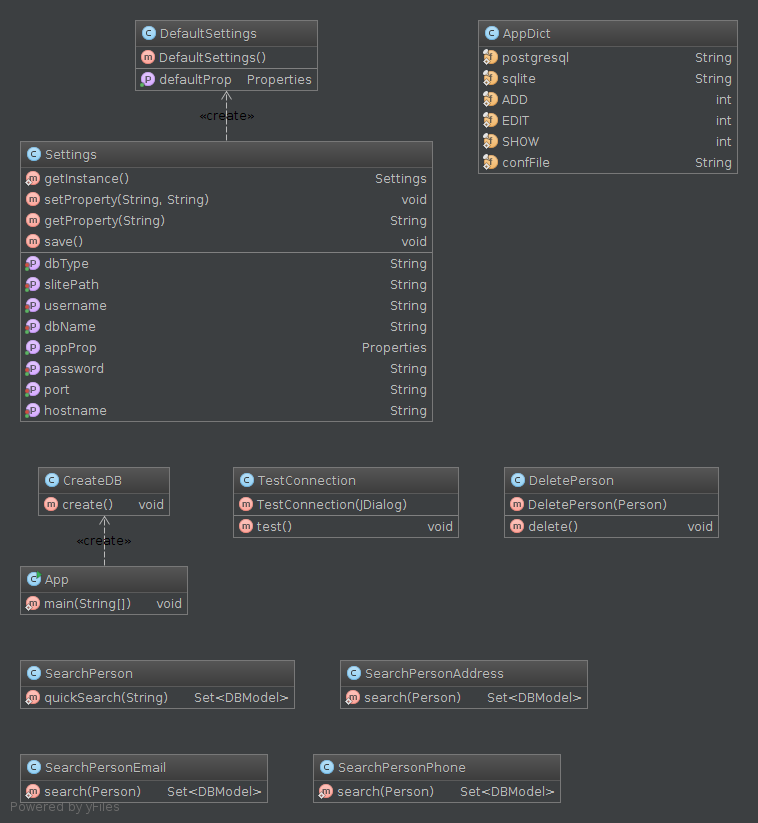 DefaultSettings
DefaultSettings()
defaultProp Properties
«create»
AppDict
postgresql String
sqlite String
ADD int
EDIT int
SHOW int
confFile String
Settings
getInstance() Settings
setProperty(String, String) void
getProperty(String) String
save() void
dbType String
slitePath String
username String
dbName String
appProp Properties
password String
port String
hostname String
CreateDB
create() void
«create»
App
main(String[]) void
TestConnection
TestConnection(JDialog)
test() void
DeletePerson
DeletePerson(Person)
delete() void
SearchPerson
quickSearch(String) Set<DBModel>
SearchPersonAddress
search(Person) Set<DBModel>
SearchPersonEmail
search(Person) Set<DBModel>
SearchPersonPhone
search(Person) Set<DBModel>
Powered by yFiles